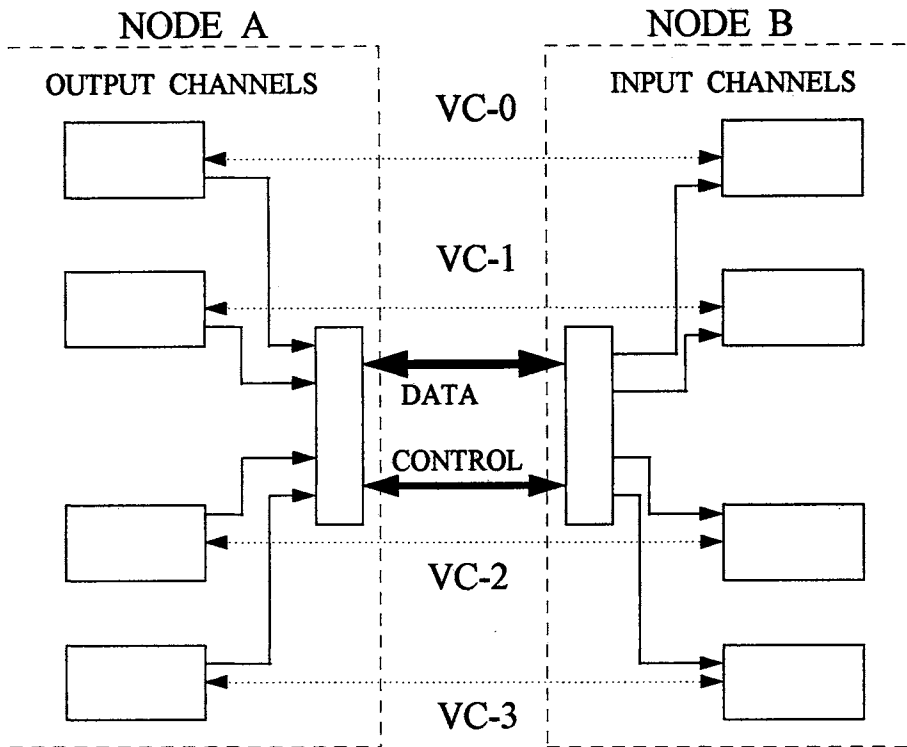 NODE A
NODE B
OUTPUT CHANNELS
INPUT CHANNELS
VC-0
VC-1
DATA
CONTROL
VC-2
VC-3